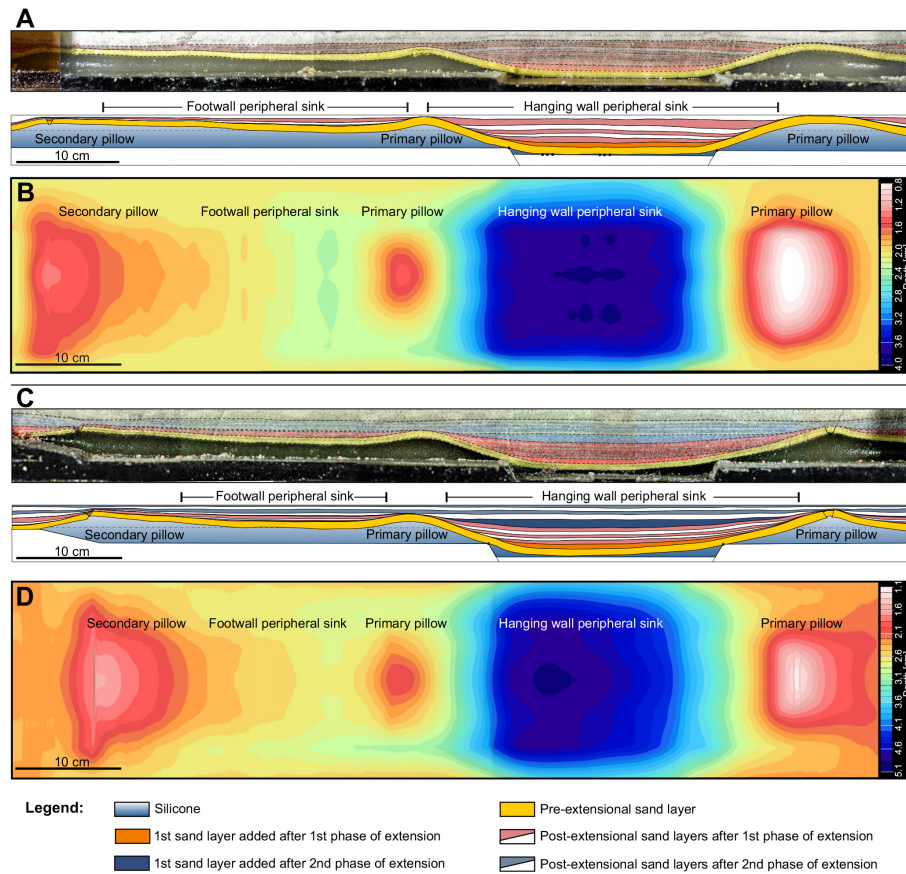 A
Footwall peripheral sink
Hanging wall peripheral sink
Secondary pillow
Primary pillow
Primary pillow
10 cm
B
Secondary pillow
Footwall peripheral sink
Primary pillow
Hanging wall peripheral sink
Primary pillow
10 cm
0.8
1.2
1.6
2.0
2.4
2.8
3.2
3.6
4.0
C
Footwall peripheral sink
Hanging wall peripheral sink
Secondary pillow
Primary pillow
Primary pillow
10 cm
D
Secondary pillow
Footwall peripheral sink
Primary pillow
Hanging wall peripheral sink
Primary pillow
10 cm
1.1
1.6
2.1
2.6
3.1
3.6
4.1
4.6
5.1
Legend:
Silicone
Pre-extensional sand layer
1st sand layer added after 1st phase of extension
Post-extensional sand layers after 1st phase of extension
1st sand layer added after 2nd phase of extension
Post-extensional sand layers after 2nd phase of extension